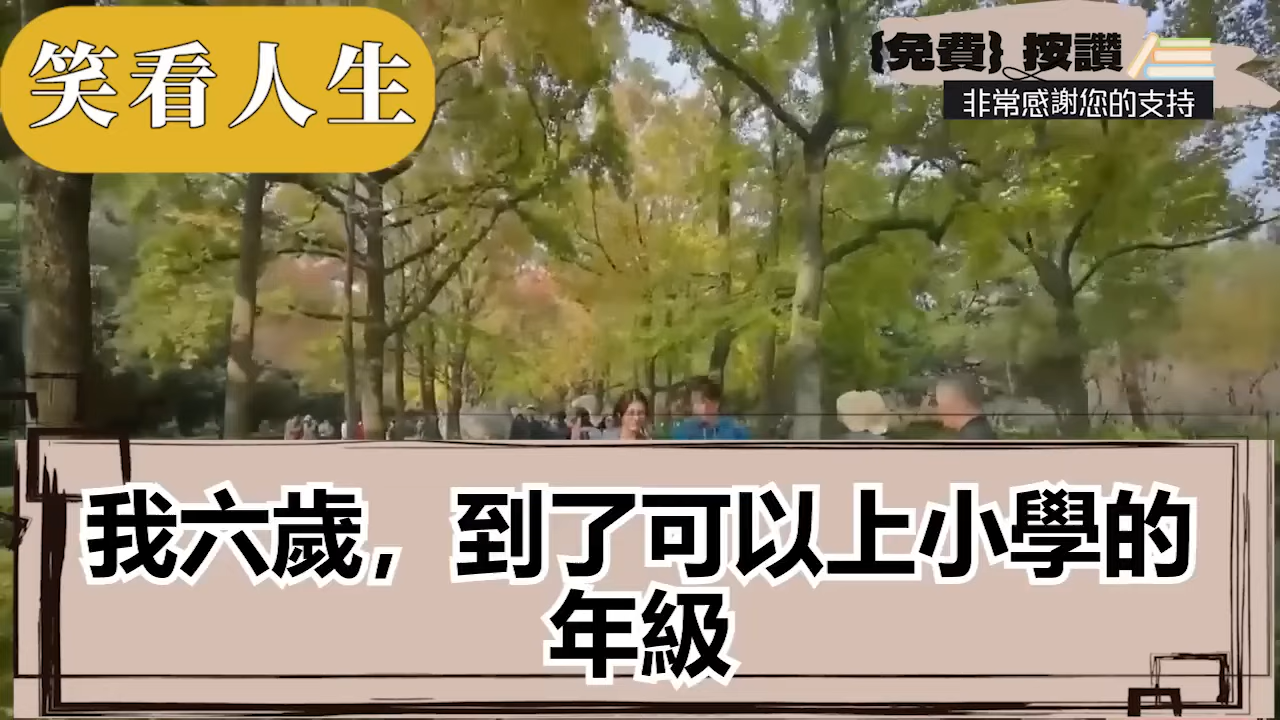 笑看人生
{免費} 按讚
非常感謝您的支持
我六歲，到了可以上小學的
年級